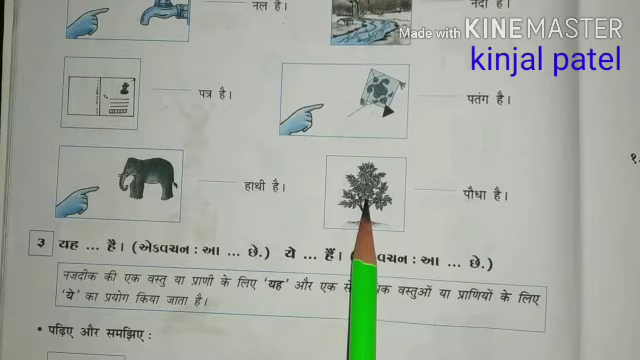 नल है।
नदी है।
Made with KINEMASTER
kinjal patel
पत्र है।
पतंग है।
हाथी है।
पौधा है।
३ यह ... है। (એકવચન : આ ... છે.) ये ... हैं। ( વચન : આ ... છે.)
नजदीक की एक वस्तु या प्राणी के लिए 'यह' और एक से वस्तुओं या प्राणियों के लिए
'ये' का प्रयोग किया जाता है।
• पढ़िए और समझिए :